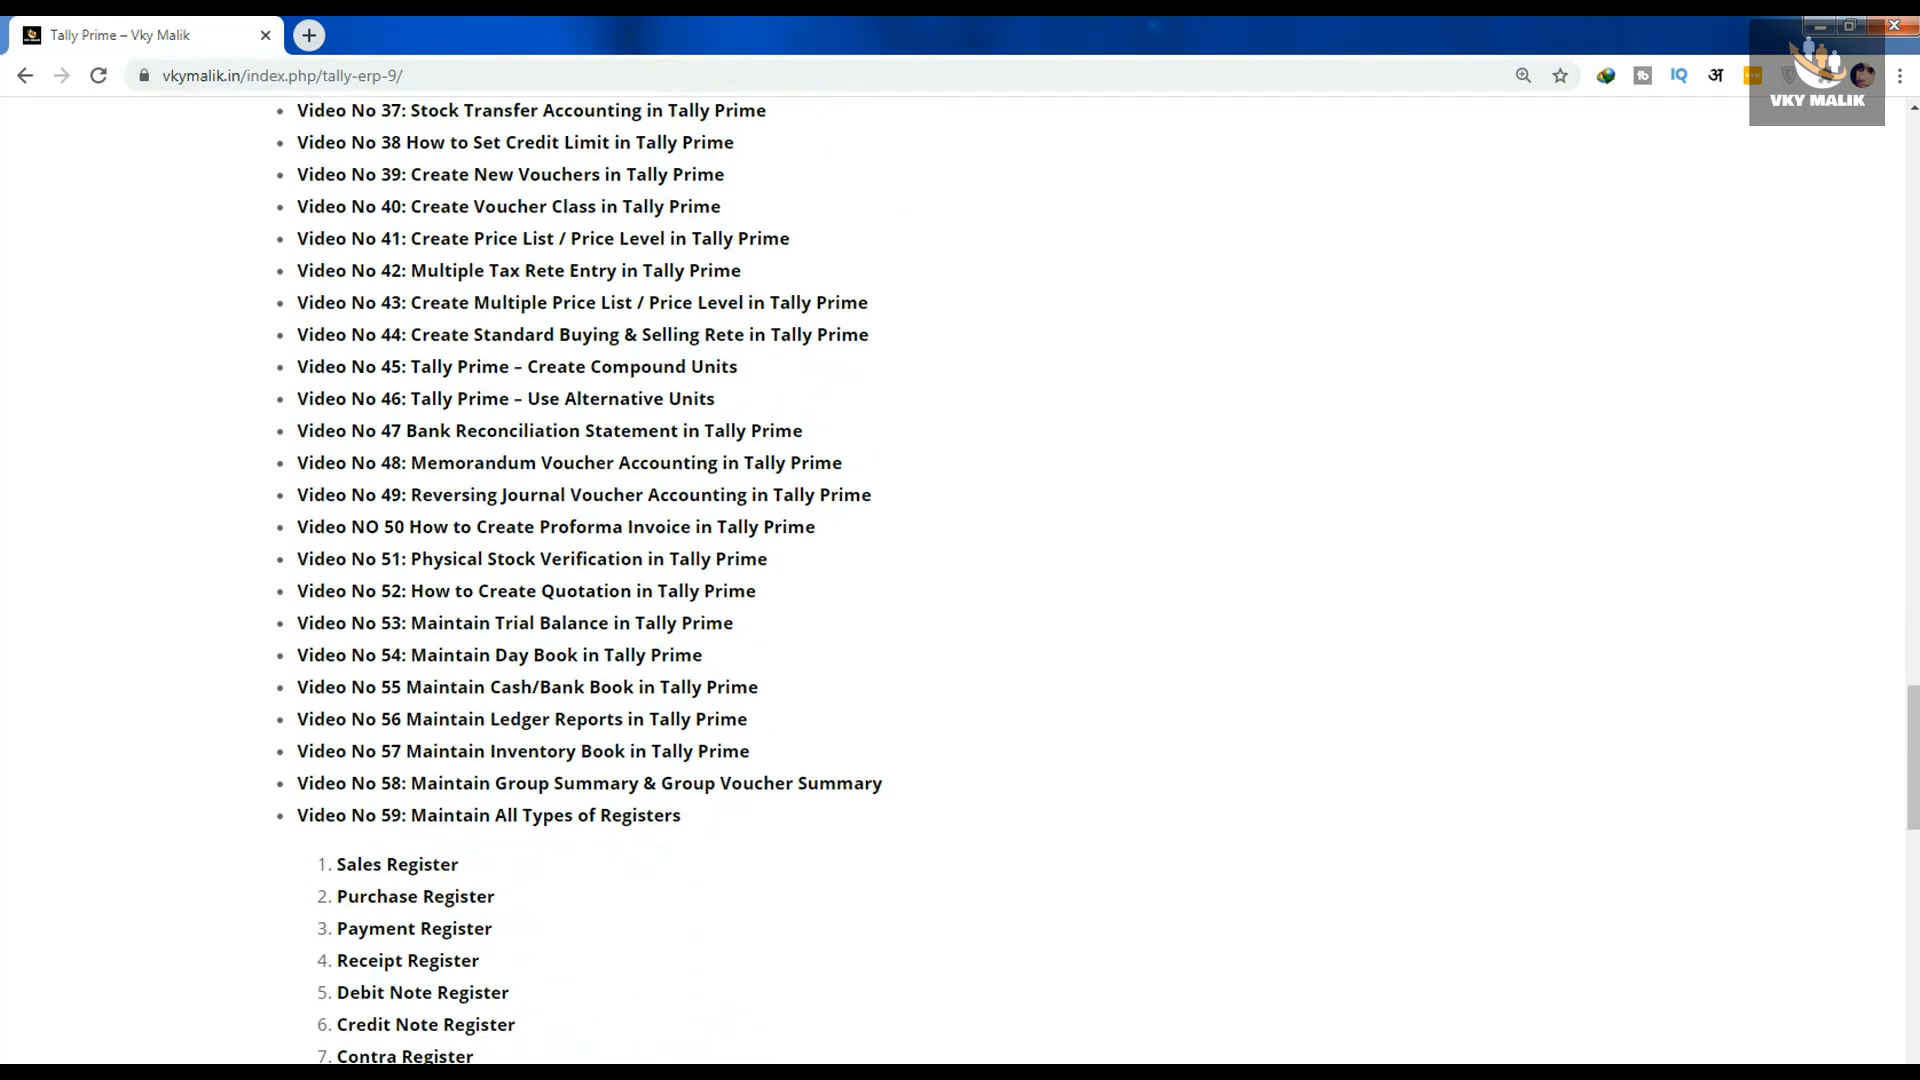 Tally Prime – Vky Malik
vkymalik.in/index.php/tally-erp-9/
IQ
अ
VKY MALIK
Video No 37: Stock Transfer Accounting in Tally Prime
Video No 38 How to Set Credit Limit in Tally Prime
Video No 39: Create New Vouchers in Tally Prime
Video No 40: Create Voucher Class in Tally Prime
Video No 41: Create Price List / Price Level in Tally Prime
Video No 42: Multiple Tax Rete Entry in Tally Prime
Video No 43: Create Multiple Price List / Price Level in Tally Prime
Video No 44: Create Standard Buying & Selling Rete in Tally Prime
Video No 45: Tally Prime – Create Compound Units
Video No 46: Tally Prime – Use Alternative Units
Video No 47 Bank Reconciliation Statement in Tally Prime
Video No 48: Memorandum Voucher Accounting in Tally Prime
Video No 49: Reversing Journal Voucher Accounting in Tally Prime
Video NO 50 How to Create Proforma Invoice in Tally Prime
Video No 51: Physical Stock Verification in Tally Prime
Video No 52: How to Create Quotation in Tally Prime
Video No 53: Maintain Trial Balance in Tally Prime
Video No 54: Maintain Day Book in Tally Prime
Video No 55 Maintain Cash/Bank Book in Tally Prime
Video No 56 Maintain Ledger Reports in Tally Prime
Video No 57 Maintain Inventory Book in Tally Prime
Video No 58: Maintain Group Summary & Group Voucher Summary
Video No 59: Maintain All Types of Registers
1. Sales Register
2. Purchase Register
3. Payment Register
4. Receipt Register
5. Debit Note Register
6. Credit Note Register
7. Contra Register